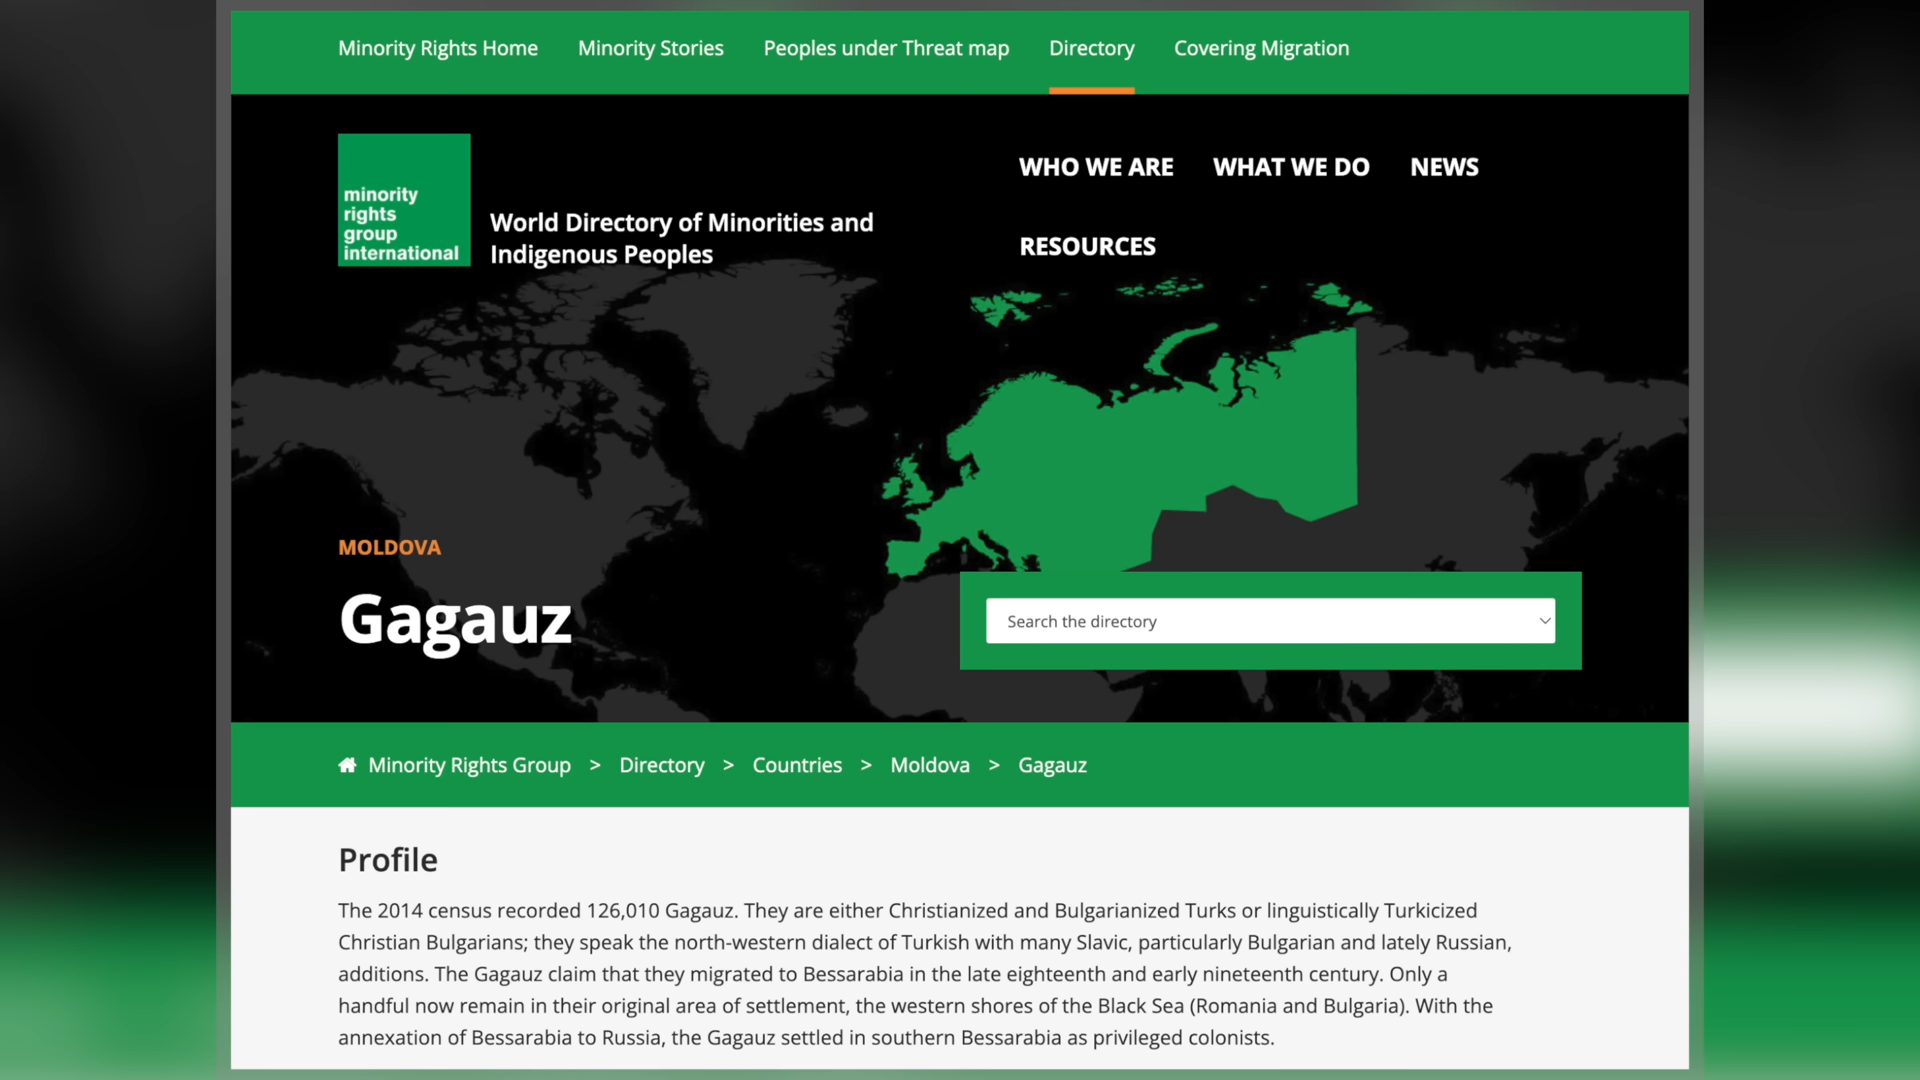 Minority Rights Home Minority Stories Peoples under Threat map Directory Covering Migration
minority
rights
group
international
World Directory of Minorities and
Indigenous Peoples
WHO WE ARE WHAT WE DO NEWS
RESOURCES
MOLDOVA
Gagauz
Search the directory
Minority Rights Group > Directory > Countries > Moldova > Gagauz
Profile
The 2014 census recorded 126,010 Gagauz. They are either Christianized and Bulgarianized Turks or linguistically Turkicized
Christian Bulgarians; they speak the north-western dialect of Turkish with many Slavic, particularly Bulgarian and lately Russian,
additions. The Gagauz claim that they migrated to Bessarabia in the late eighteenth and early nineteenth century. Only a
handful now remain in their original area of settlement, the western shores of the Black Sea (Romania and Bulgaria). With the
annexation of Bessarabia to Russia, the Gagauz settled in southern Bessarabia as privileged colonists.